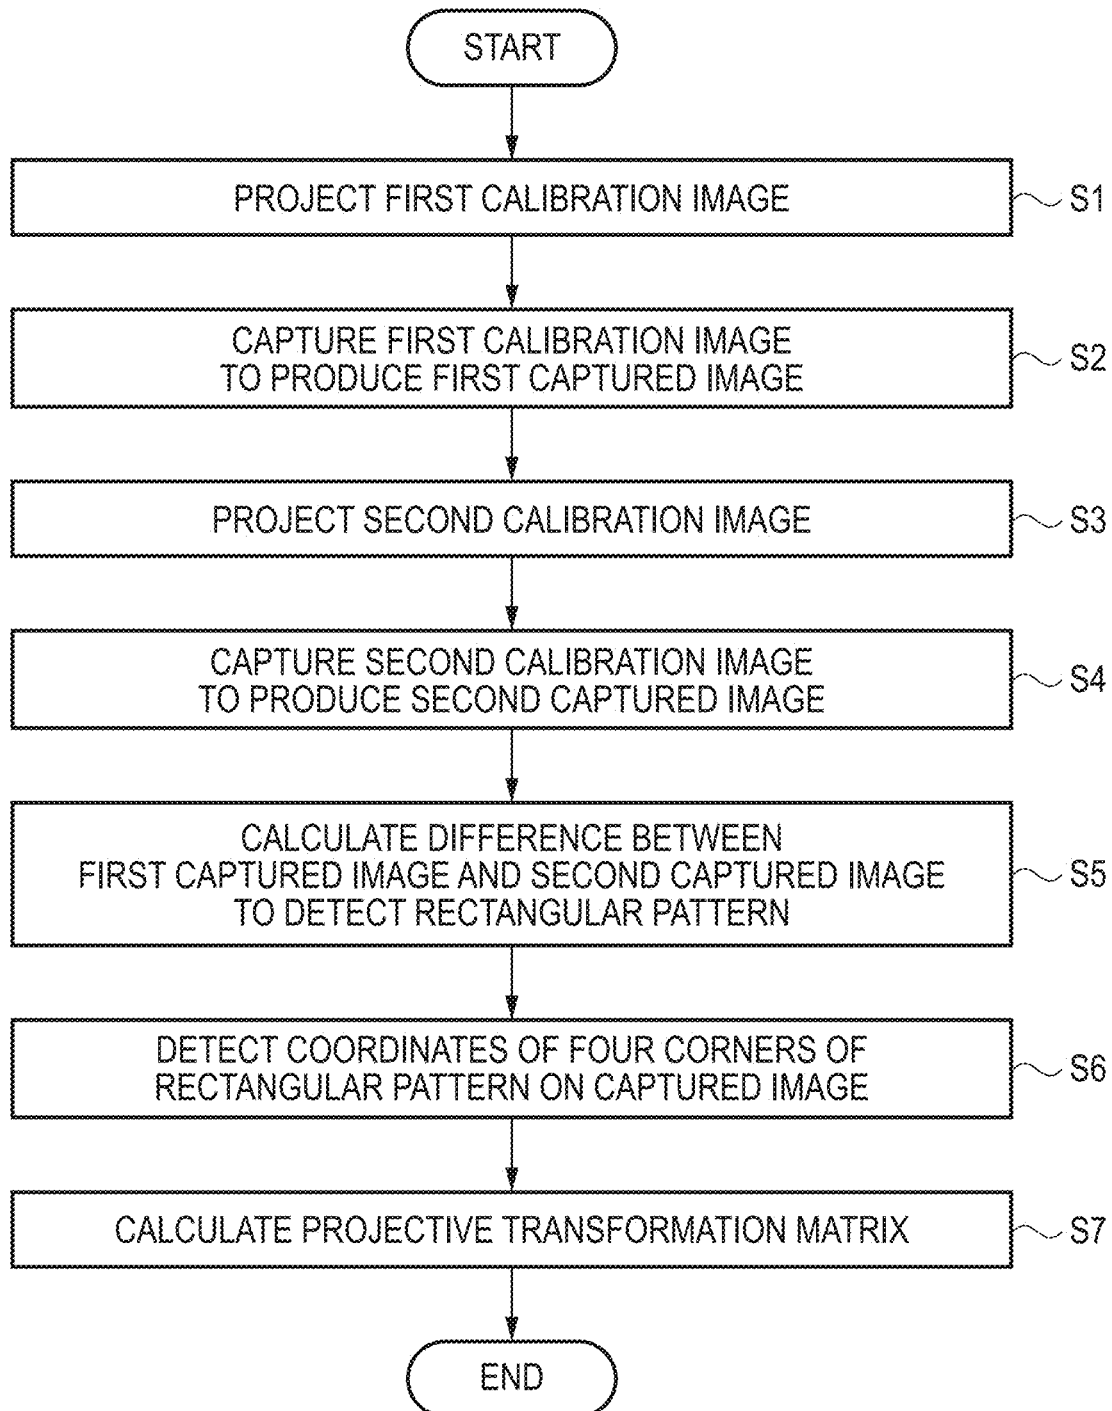 START
PROJECT FIRST CALIBRATION IMAGE
S1
CAPTURE FIRST CALIBRATION IMAGE
TO PRODUCE FIRST CAPTURED IMAGE
S2
PROJECT SECOND CALIBRATION IMAGE
S3
CAPTURE SECOND CALIBRATION IMAGE
TO PRODUCE SECOND CAPTURED IMAGE
S4
CALCULATE DIFFERENCE BETWEEN
FIRST CAPTURED IMAGE AND SECOND CAPTURED IMAGE
TO DETECT RECTANGULAR PATTERN
S5
DETECT COORDINATES OF FOUR CORNERS OF
RECTANGULAR PATTERN ON CAPTURED IMAGE
S6
CALCULATE PROJECTIVE TRANSFORMATION MATRIX
S7
END